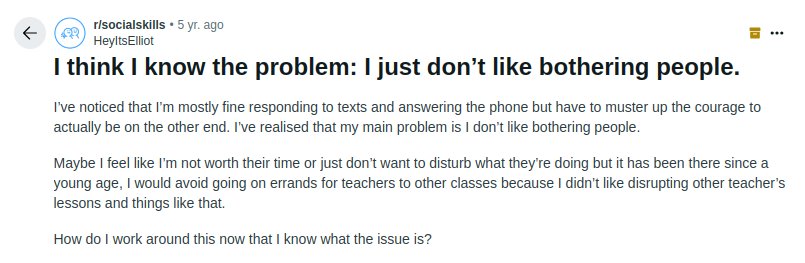 r/socialskills • 5 yr. ago
HeyItsElliot
I think I know the problem: I just don’t like bothering people.
I’ve noticed that I’m mostly fine responding to texts and answering the phone but have to muster up the courage to
actually be on the other end. I’ve realised that my main problem is I don’t like bothering people.
Maybe I feel like I’m not worth their time or just don’t want to disturb what they’re doing but it has been there since a
young age, I would avoid going on errands for teachers to other classes because I didn’t like disrupting other teacher’s
lessons and things like that.
How do I work around this now that I know what the issue is?